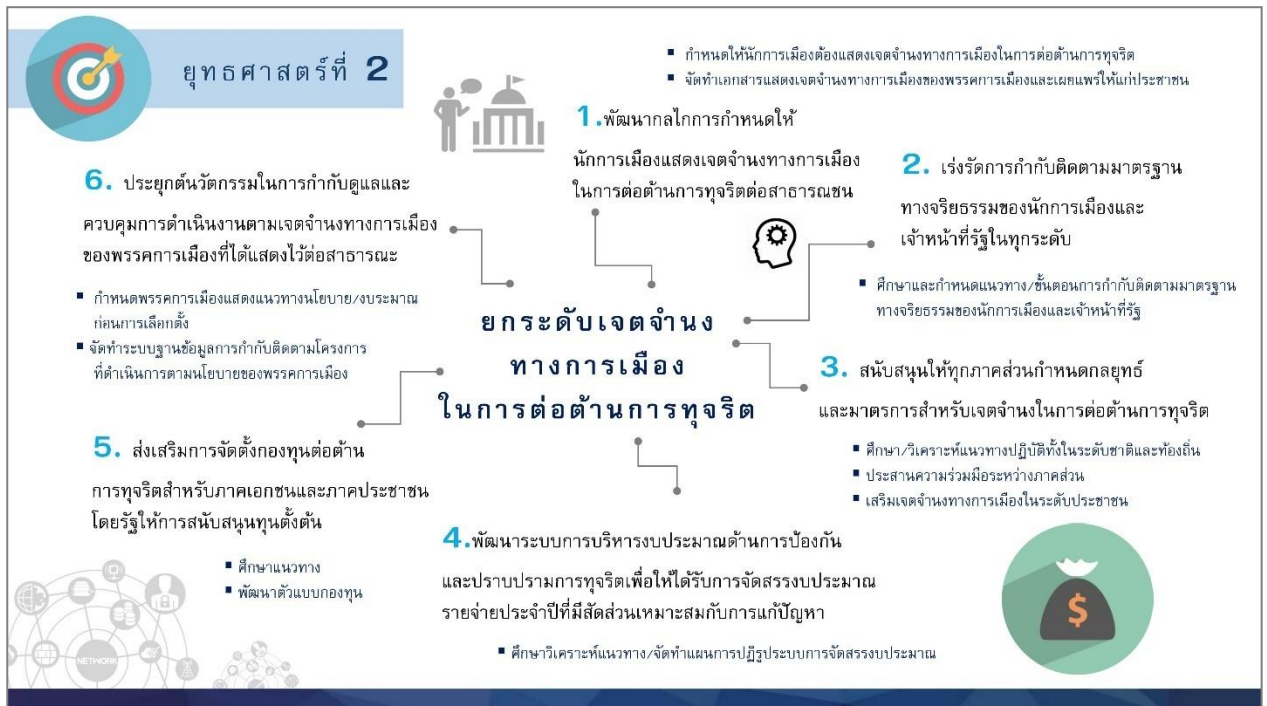 ยุทธศาสตร์ที่ 2
▪ กำหนดให้นักการเมืองต้องแสดงเจตจำนงทางการเมืองในการต่อต้านการทุจริต
▪ จัดทำเอกสารแสดงเจตจำนงทางการเมืองของพรรคการเมืองและเผยแพร่ให้แก่ประชาชน
1.พัฒนากลไกการกำหนดให้
นักการเมืองแสดงเจตจำนงทางการเมือง
ในการต่อต้านการทุจริตต่อสาธารณชน
2. เร่งรัดการกำกับติดตามมาตรฐาน
ทางจริยธรรมของนักการเมืองและ
เจ้าหน้าที่รัฐในทุกระดับ
▪ ศึกษาและกำหนดแนวทาง/ขั้นตอนการกำกับติดตามมาตรฐาน
ทางจริยธรรมของนักการเมืองและเจ้าหน้าที่รัฐ
ยกระดับเจตจำนง
ทางการเมือง
ในการต่อต้านการทุจริต
3. สนับสนุนให้ทุกภาคส่วนกำหนดกลยุทธ์
และมาตรการสำหรับเจตจำนงในการต่อต้านการทุจริต
▪ ศึกษา/วิเคราะห์แนวทางปฏิบัติทั้งในระดับชาติและท้องถิ่น
▪ ประสานความร่วมมือระหว่างภาคส่วน
▪ เสริมเจตจำนงทางการเมืองในระดับประชาชน
4.พัฒนาระบบการบริหารงบประมาณด้านการป้องกัน
และปราบปรามการทุจริตเพื่อให้ได้รับการจัดสรรงบประมาณ
รายจ่ายประจำปีที่มีสัดส่วนเหมาะสมกับการแก้ปัญหา
▪ ศึกษาวิเคราะห์แนวทาง/จัดทำแผนการปฏิรูประบบการจัดสรรงบประมาณ
5. ส่งเสริมการจัดตั้งกองทุนต่อต้าน
การทุจริตสำหรับภาคเอกชนและภาคประชาชน
โดยรัฐให้การสนับสนุนทุนตั้งต้น
▪ ศึกษาแนวทาง
▪ พัฒนาตัวแบบกองทุน
6. ประยุกต์นวัตกรรมในการกำกับดูแลและ
ควบคุมการดำเนินงานตามเจตจำนงทางการเมือง
ของพรรคการเมืองที่ได้แสดงไว้ต่อสาธารณะ
▪ กำหนดพรรคการเมืองแสดงแนวทางนโยบาย/งบประมาณ
ก่อนการเลือกตั้ง
▪ จัดทำระบบฐานข้อมูลการกำกับติดตามโครงการ
ที่ดำเนินการตามนโยบายของพรรคการเมือง
NETWORK
$